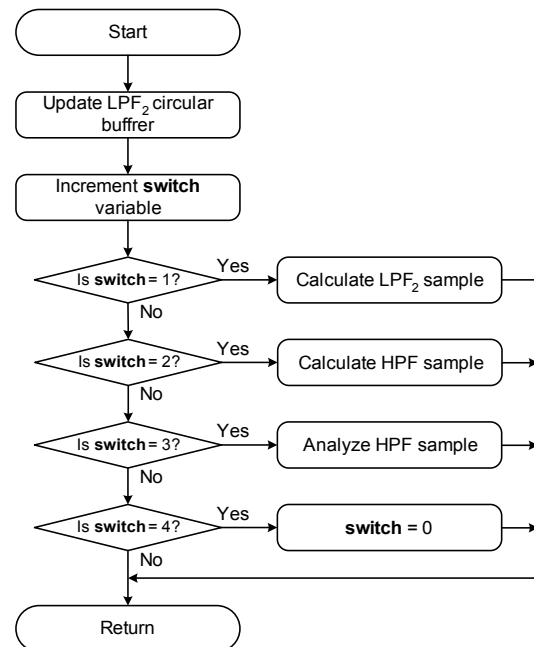 Start
Update LPF₂ circular
buffrer
Increment switch
variable
Is switch = 1?
Yes
Calculate LPF₂ sample
No
Is switch = 2?
Yes
Calculate HPF sample
No
Is switch = 3?
Yes
Analyze HPF sample
No
Is switch = 4?
Yes
switch = 0
No
Return